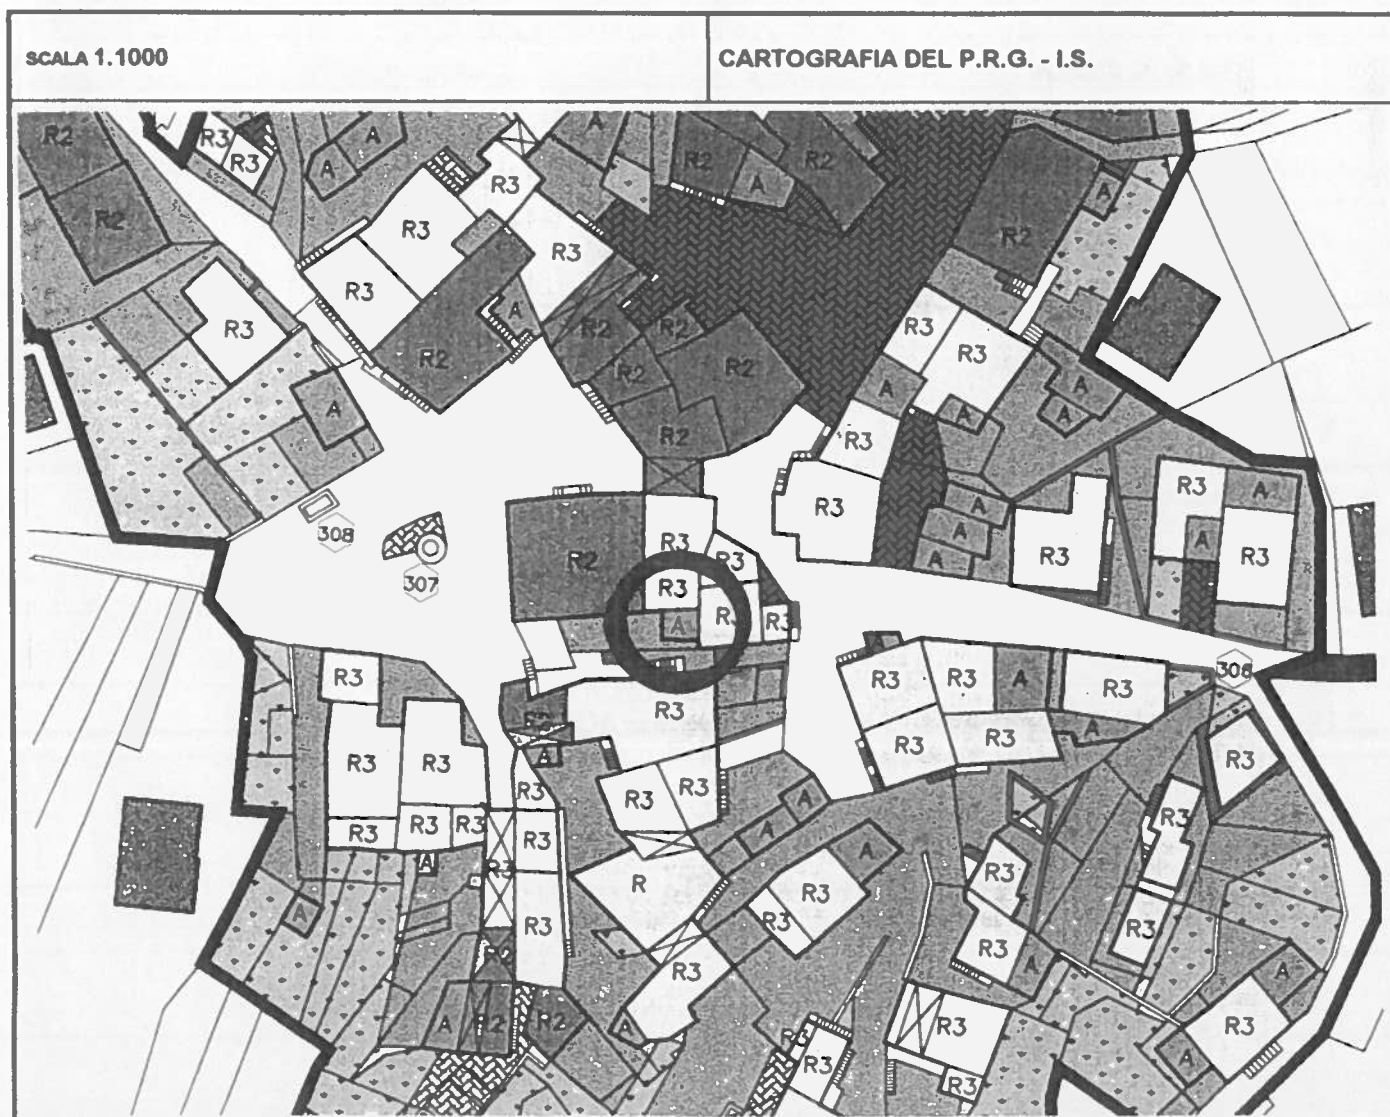 SCALA 1.1000
CARTOGRAFIA DEL P.R.G. - I.S.
R2 R3 A A R2 R2
R3 A R3 A A
R2 R3 R3 R2
R3 A
R3 R3 R2 R2 R3
R2 R2 R2 R3
A A A A
R2 R3
R3 A R3 A
308 R2 R3 A A R3 R3
307 R3 A
R3 A R3 R3
A
R3 R3 R3 A R3 306
R3 R3 R3
A A R3
R3 R3 R3 R3
R3 R3 R3 R3 R3 A R3
A R3 A
R R3 R3
A R3 R3 R3
R3 A A
R3
A R2 R2 A R3 R3
R3 A
R3